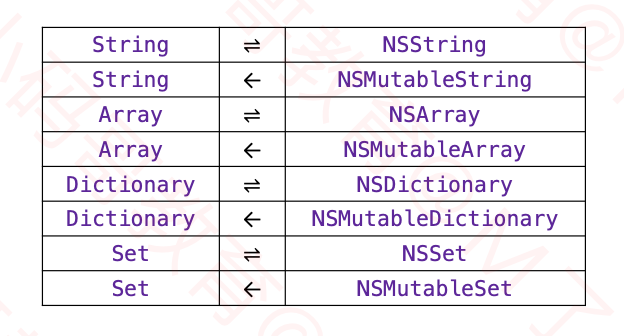 String ⇌ NSString
String ← NSMutableString
Array ⇌ NSArray
Array ← NSMutableArray
Dictionary ⇌ NSDictionary
Dictionary ← NSMutableDictionary
Set ⇌ NSSet
Set ← NSMutableSet